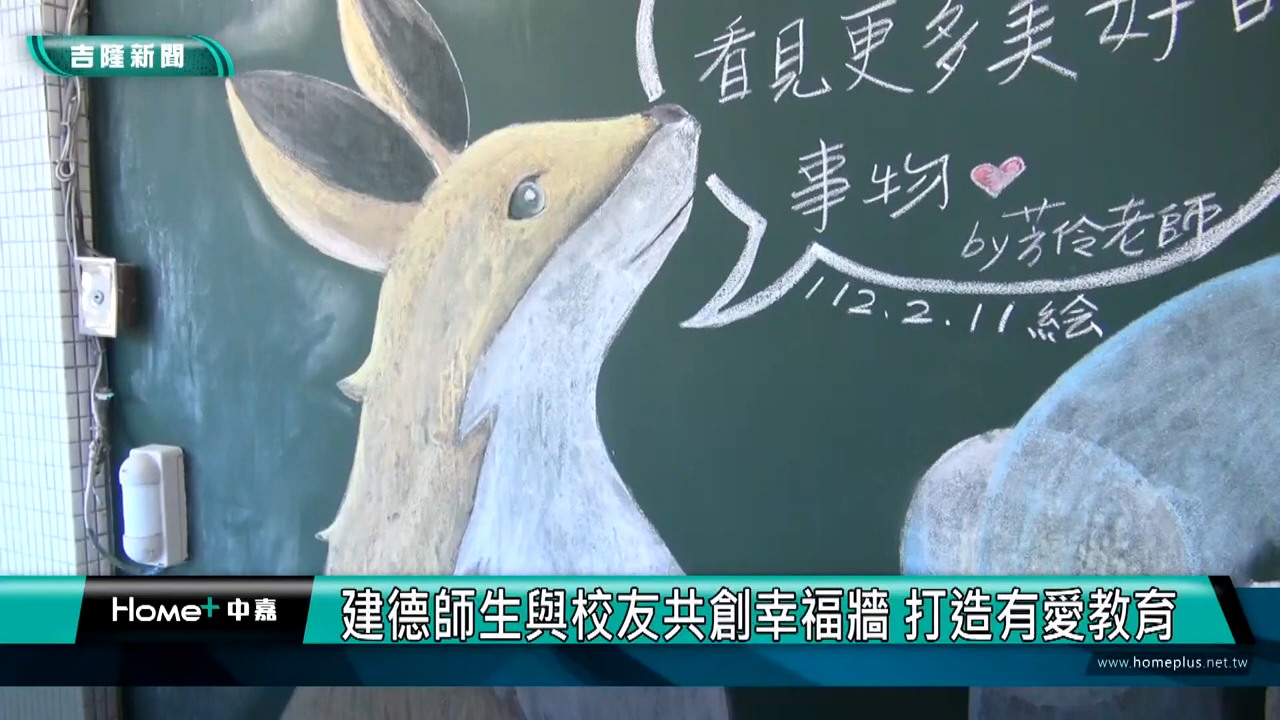 吉隆新聞
看見更多美好的
事物
by芳伶老師
112.2.11繪
Home+中嘉
建德師生與校友共創幸福牆 打造有愛教育
www.homeplus.net.tw